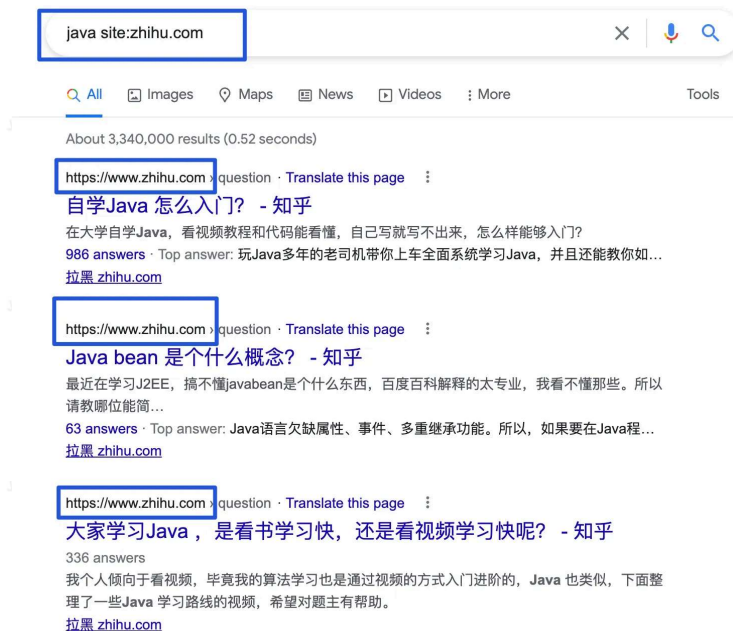 java site:zhihu.com
All Images Maps News Videos More Tools
About 3,340,000 results (0.52 seconds)
https://www.zhihu.com › question · Translate this page
自学Java 怎么入门？ - 知乎
在大学自学Java，看视频教程和代码能看懂，自己写就写不出来，怎么样能够入门？
986 answers · Top answer: 玩Java多年的老司机带你上车全面系统学习Java，并且还能教你如...
拉黑 zhihu.com
https://www.zhihu.com › question · Translate this page
Java bean 是个什么概念？ - 知乎
最近在学习J2EE，搞不懂javabean是个什么东西，百度百科解释的太专业，我看不懂那些。所以
请教哪位能简...
63 answers · Top answer: Java语言欠缺属性、事件、多重继承功能。所以，如果要在Java程...
拉黑 zhihu.com
https://www.zhihu.com › question · Translate this page
大家学习Java ，是看书学习快，还是看视频学习快呢？ - 知乎
336 answers
我个人倾向于看视频，毕竟我的算法学习也是通过视频的方式入门进阶的，Java 也类似，下面整
理了一些Java 学习路线的视频，希望对题主有帮助。
拉黑 zhihu.com